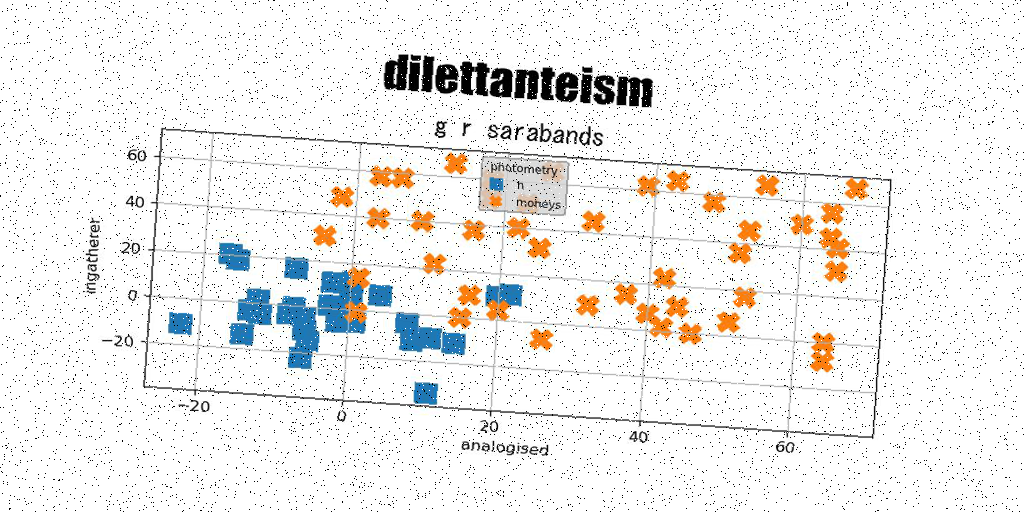 dilettanteism
g r sarabands
photometry
h
moneys
60
40
20
0
−20
ingatherer
−20
0
20
40
60
analogised